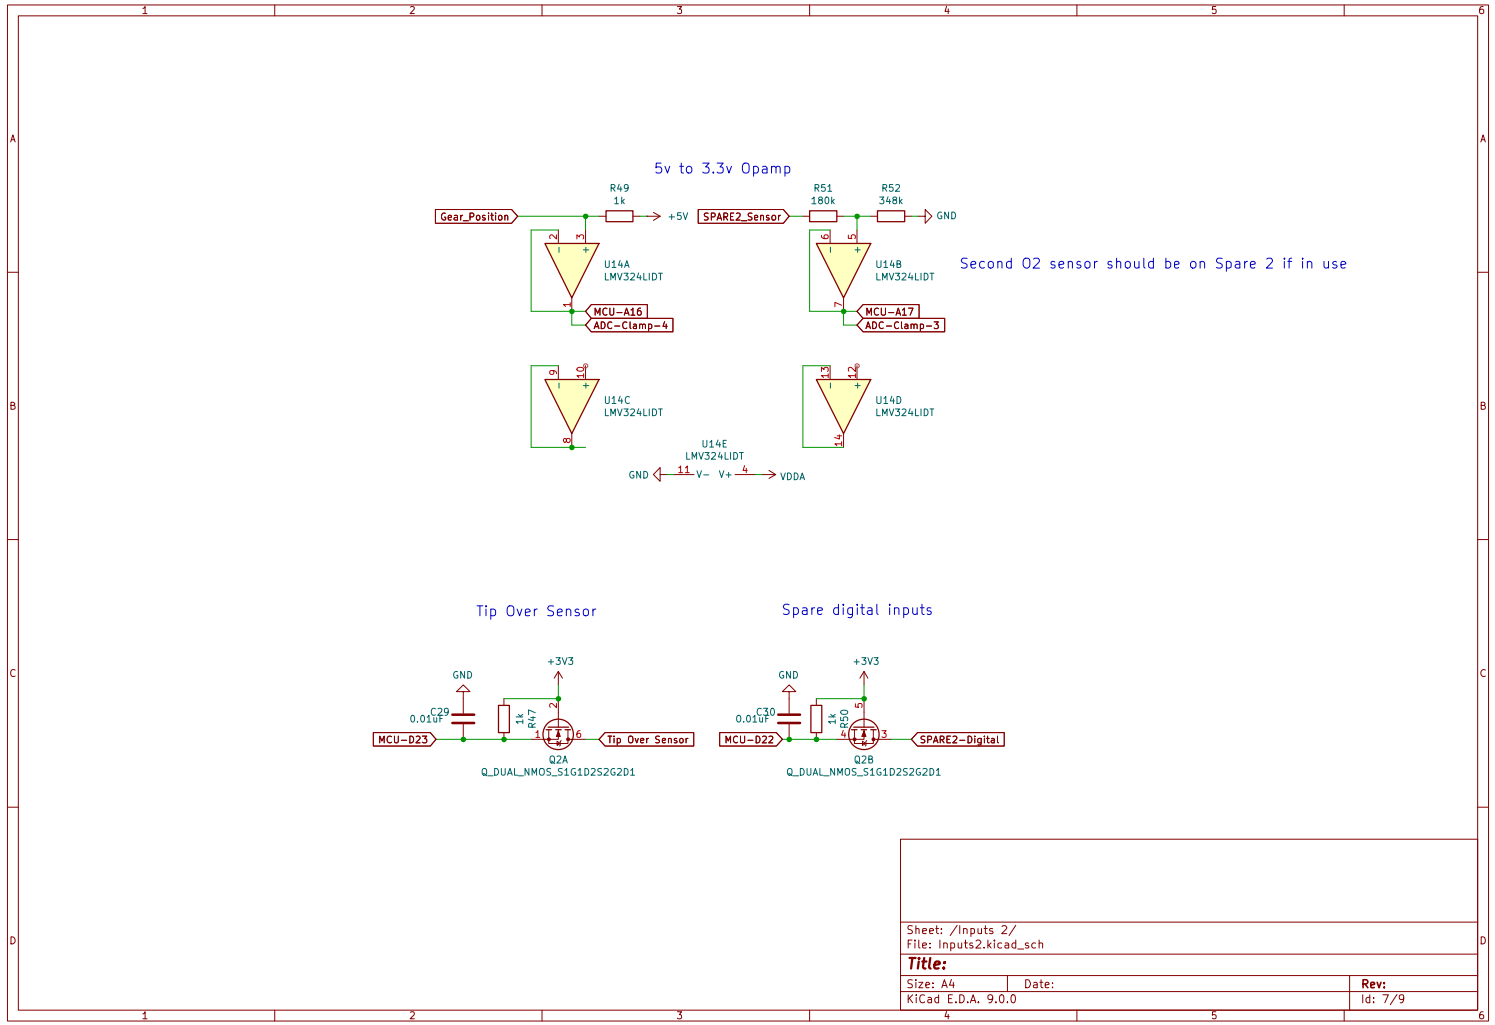 1 2 3 4 5 6
A A
5v to 3.3v Opamp
R49
1k
R51
180k
R52
348k
Gear_Position
+5V
SPARE2_Sensor
GND
2 3
- +
6 5
- +
U14A
LMV324LIDT
U14B
LMV324LIDT
Second O2 sensor should be on Spare 2 if in use
1
MCU-A16
ADC-Clamp-4
7
MCU-A17
ADC-Clamp-3
9 10
- +
13 12
- +
B B
U14C
LMV324LIDT
U14D
LMV324LIDT
8
14
U14E
LMV324LIDT
GND 11 V- V+ 4 VDDA
Tip Over Sensor
Spare digital inputs
+3V3
+3V3
C C
GND
GND
C29
0.01uF
1k
R47
2
C30
0.01uF
1k
R50
5
MCU-D23
1 6
Tip Over Sensor
MCU-D22
4 3
SPARE2-Digital
Q2A
Q_DUAL_NMOS_S1G1D2S2G2D1
Q2B
Q_DUAL_NMOS_S1G1D2S2G2D1
D D
Sheet: /Inputs 2/
File: Inputs2.kicad_sch
Title:
Size: A4 Date: Rev:
KiCad E.D.A. 9.0.0 Id: 7/9
1 2 3 4 5 6